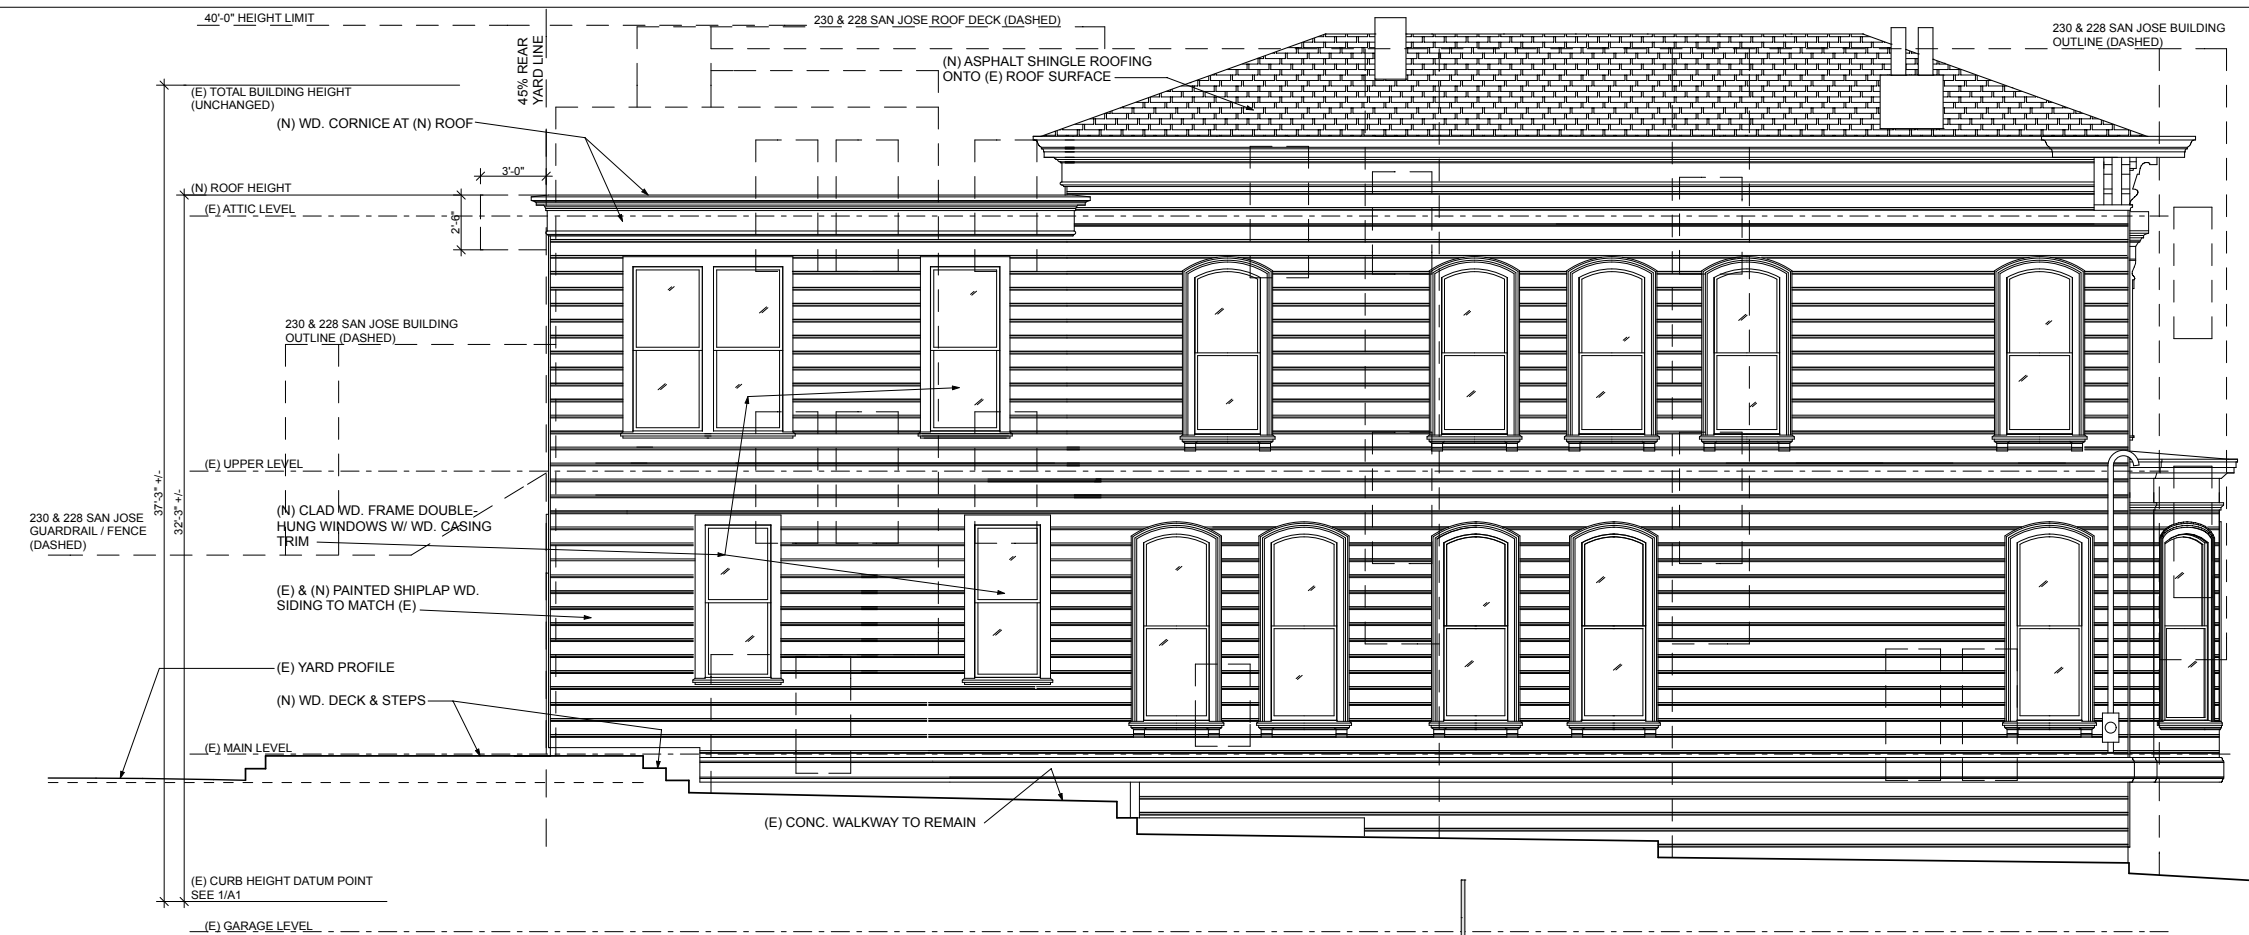 40'-0" HEIGHT LIMIT
230 & 228 SAN JOSE ROOF DECK (DASHED)
230 & 228 SAN JOSE BUILDING
OUTLINE (DASHED)
45% REAR
YARD LINE
(N) ASPHALT SHINGLE ROOFING
ONTO (E) ROOF SURFACE
(E) TOTAL BUILDING HEIGHT
(UNCHANGED)
(N) WD. CORNICE AT (N) ROOF
3'-0"
(N) ROOF HEIGHT
(E) ATTIC LEVEL
2'-6"
230 & 228 SAN JOSE BUILDING
OUTLINE (DASHED)
(E) UPPER LEVEL
37'-3" +/-
32'-3" +/-
230 & 228 SAN JOSE
GUARDRAIL / FENCE
(DASHED)
(N) CLAD WD. FRAME DOUBLE-
HUNG WINDOWS W/ WD. CASING
TRIM
(E) & (N) PAINTED SHIPLAP WD.
SIDING TO MATCH (E)
(E) YARD PROFILE
(N) WD. DECK & STEPS
(E) MAIN LEVEL
(E) CONC. WALKWAY TO REMAIN
(E) CURB HEIGHT DATUM POINT
SEE 1/A1
(E) GARAGE LEVEL